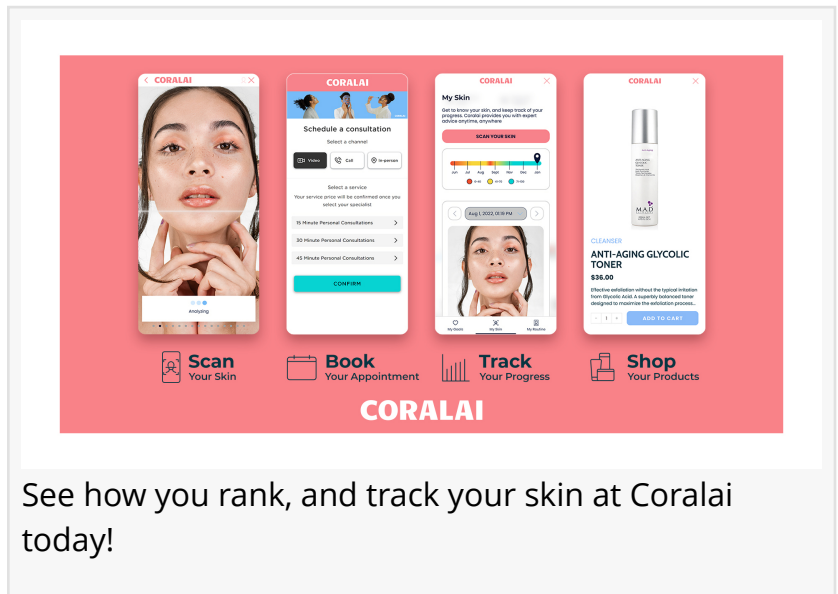 CORALAI
Analyzing
CORALAI
Schedule a consultation
Select a channel
Video
Call
In-person
Select a service
Your service price will be confirmed once you
select your specialist
15 Minute Personal Consultations
30 Minute Personal Consultations
45 Minute Personal Consultations
CONFIRM
CORALAI
My Skin
Get to know your skin, and keep track of your
progress. Coralai provides you with expert
advice anytime, anywhere
SCAN YOUR SKIN
Jun Jul Aug Sept Nov Dec Jan
Aug 1, 2022, 01:19 PM
My Deals
My Skin
My Routine
CORALAI
ANTI-AGING
GLYCOLIC
TONER
M.A.D
CLEANSER
ANTI-AGING GLYCOLIC
TONER
$36.00
Effective exfoliation without the typical irritation
from Glycolic Acid. A superbly balanced toner
designed to maximize the exfoliation process...
- 1 +
ADD TO CART
Scan
Your Skin
Book
Your Appointment
Track
Your Progress
Shop
Your Products
CORALAI
See how you rank, and track your skin at Coralai
today!